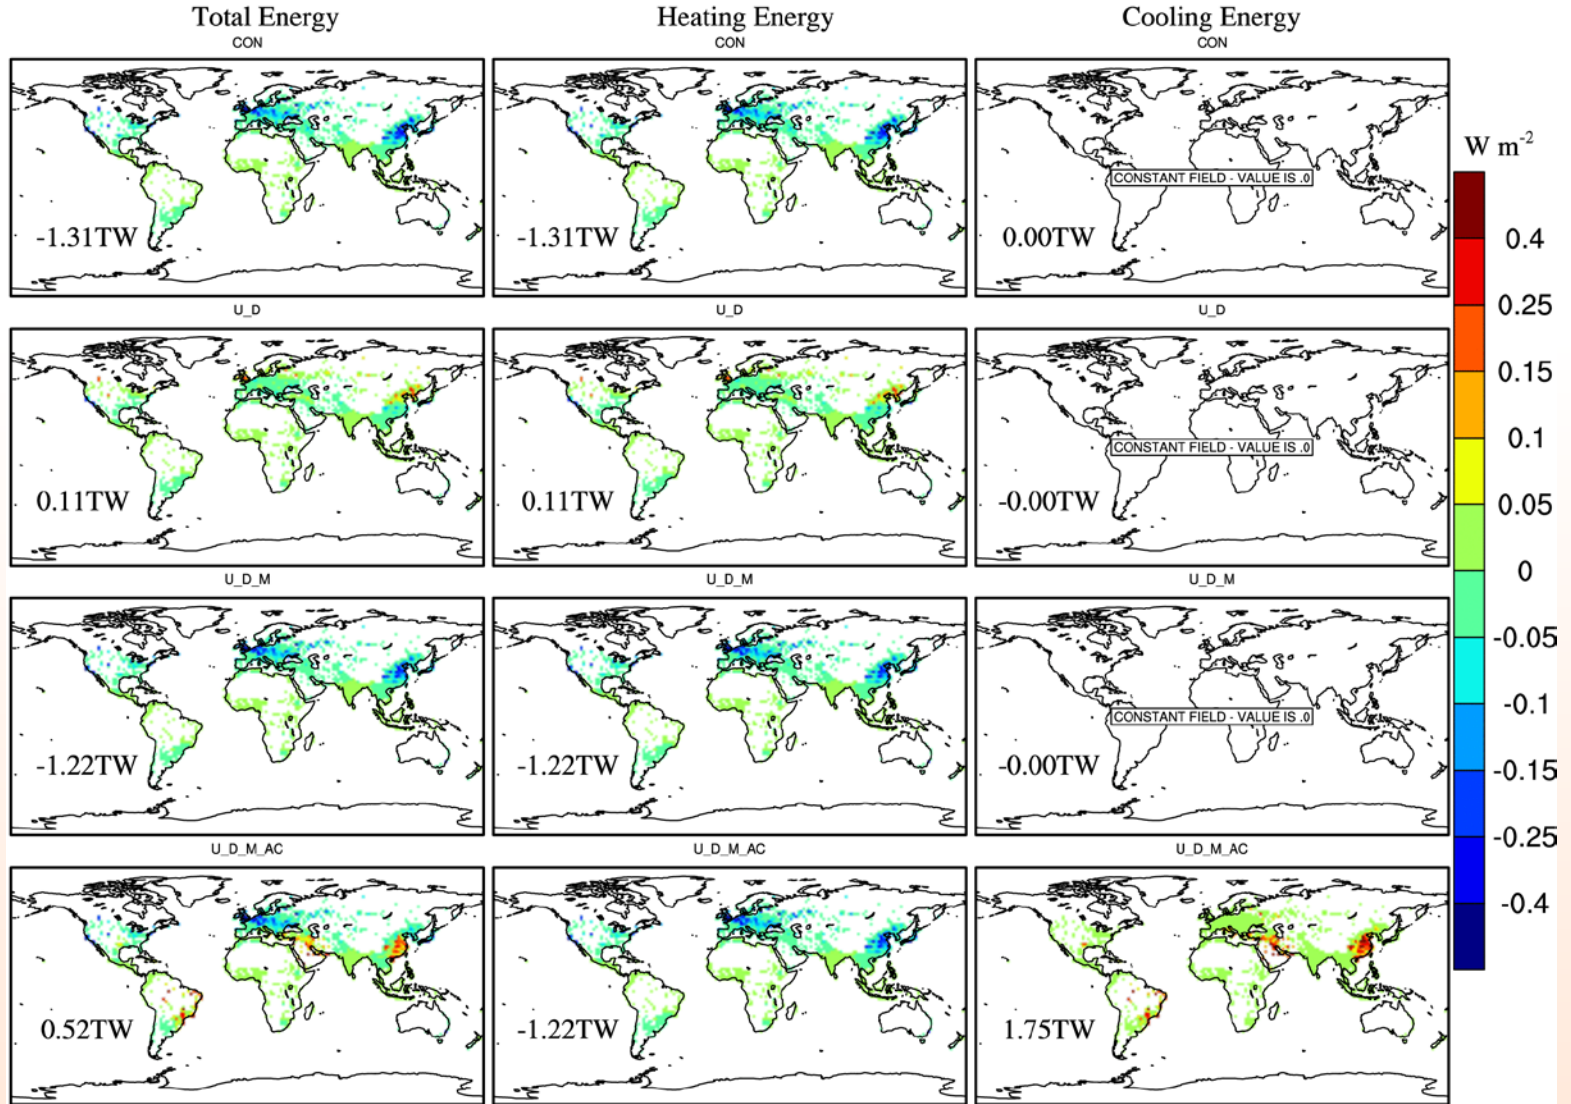 Total Energy Heating Energy Cooling Energy
CON CON CON
-1.31TW -1.31TW 0.00TW
CONSTANT FIELD - VALUE IS .0
U_D U_D U_D
0.11TW 0.11TW -0.00TW
CONSTANT FIELD - VALUE IS .0
U_D_M U_D_M U_D_M
-1.22TW -1.22TW -0.00TW
CONSTANT FIELD - VALUE IS .0
U_D_M_AC U_D_M_AC U_D_M_AC
0.52TW -1.22TW 1.75TW
W m-2
0.4
0.25
0.15
0.1
0.05
0
-0.05
-0.1
-0.15
-0.25
-0.4